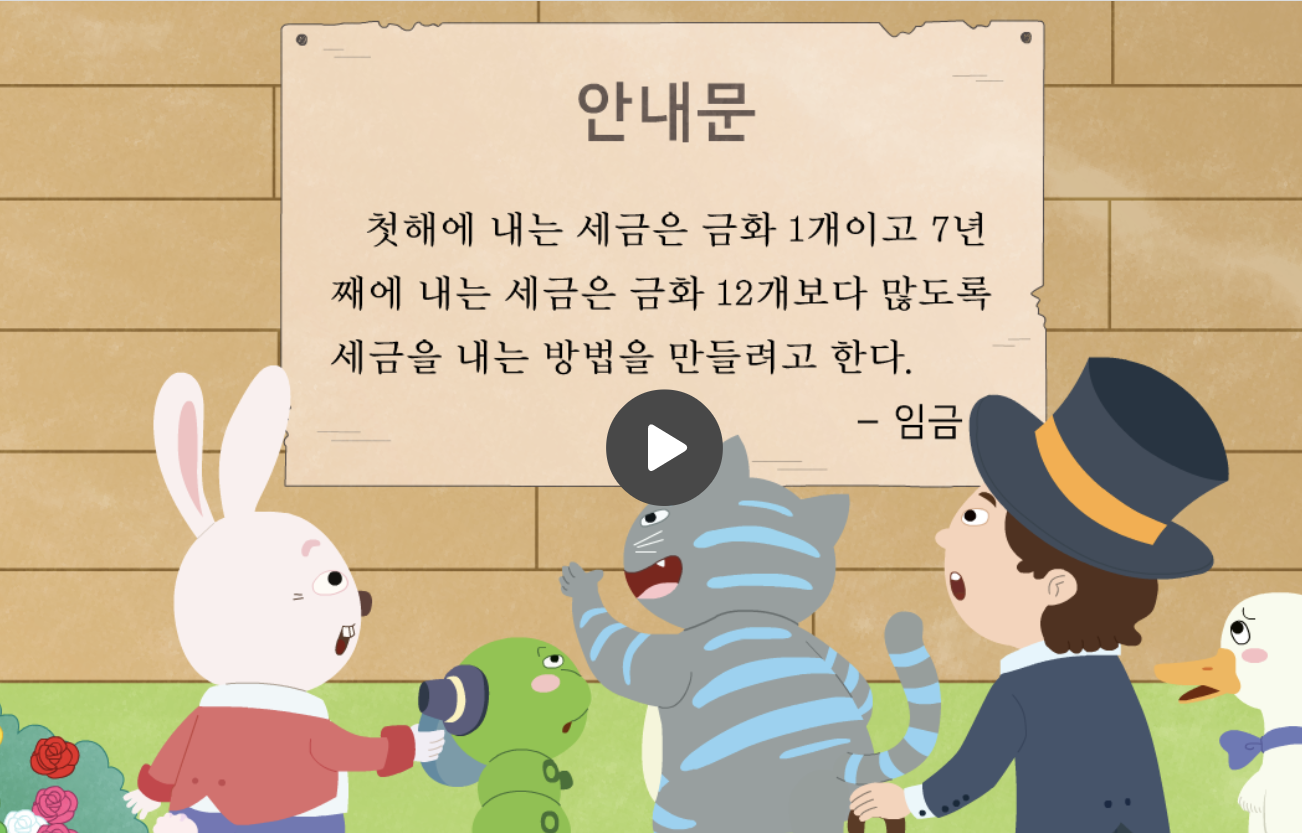 안내문
첫해에 내는 세금은 금화 1개이고 7년
째에 내는 세금은 금화 12개보다 많도록
세금을 내는 방법을 만들려고 한다.
– 임금